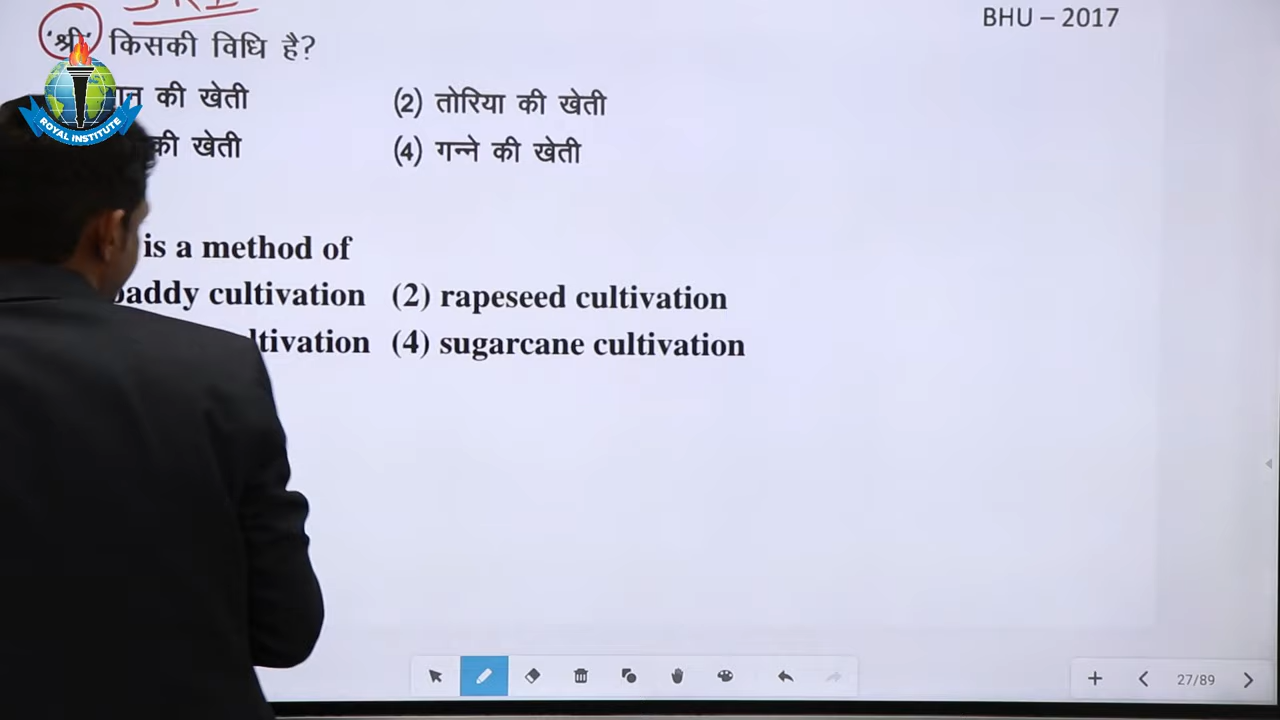 SRI
BHU – 2017
'श्री' किसकी विधि है?
की खेती (2) तोरिया की खेती
की खेती (4) गन्ने की खेती
ROYAL INSTITUTE
is a method of
paddy cultivation (2) rapeseed cultivation
(4) sugarcane cultivation
27/89